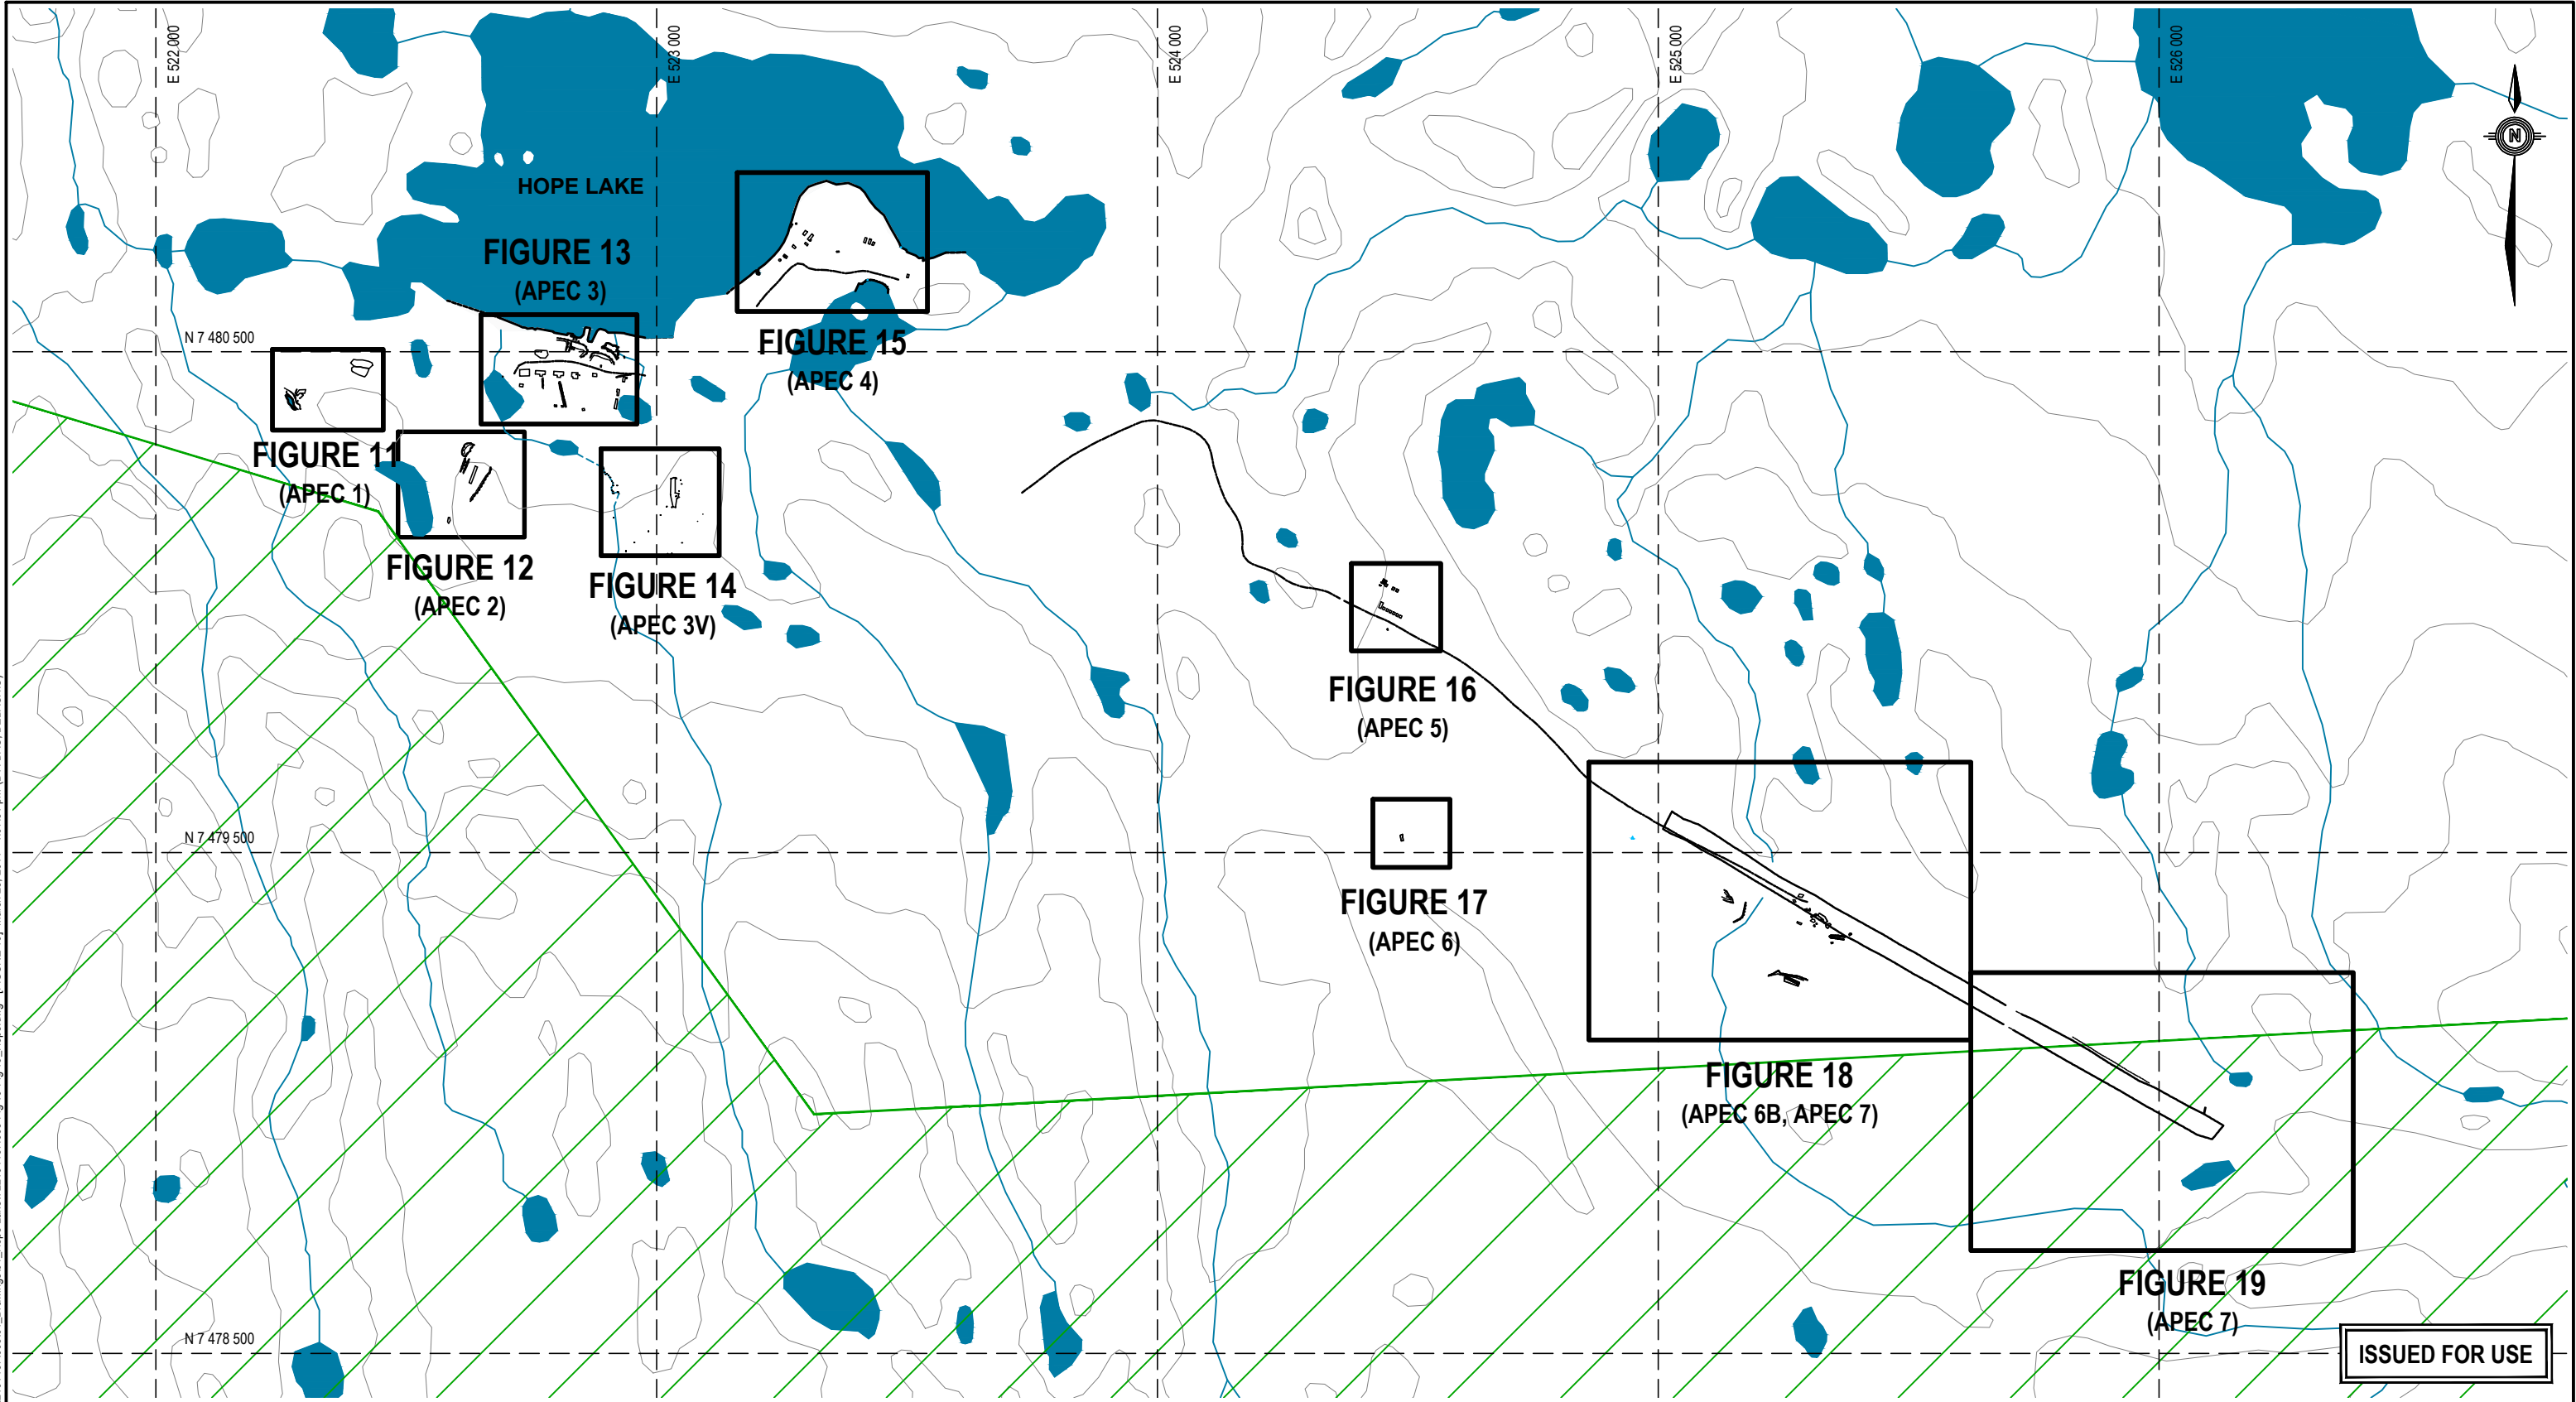 E 522 000
E 523 000
E 524 000
E 525 000
E 526 000
N
HOPE LAKE
FIGURE 13
(APEC 3)
N 7 480 500
FIGURE 15
(APEC 4)
FIGURE 11
(APEC 1)
FIGURE 12
(APEC 2)
FIGURE 14
(APEC 3V)
FIGURE 16
(APEC 5)
N 7 479 500
FIGURE 17
(APEC 6)
FIGURE 18
(APEC 6B, APEC 7)
FIGURE 19
(APEC 7)
N 7 478 500
ISSUED FOR USE